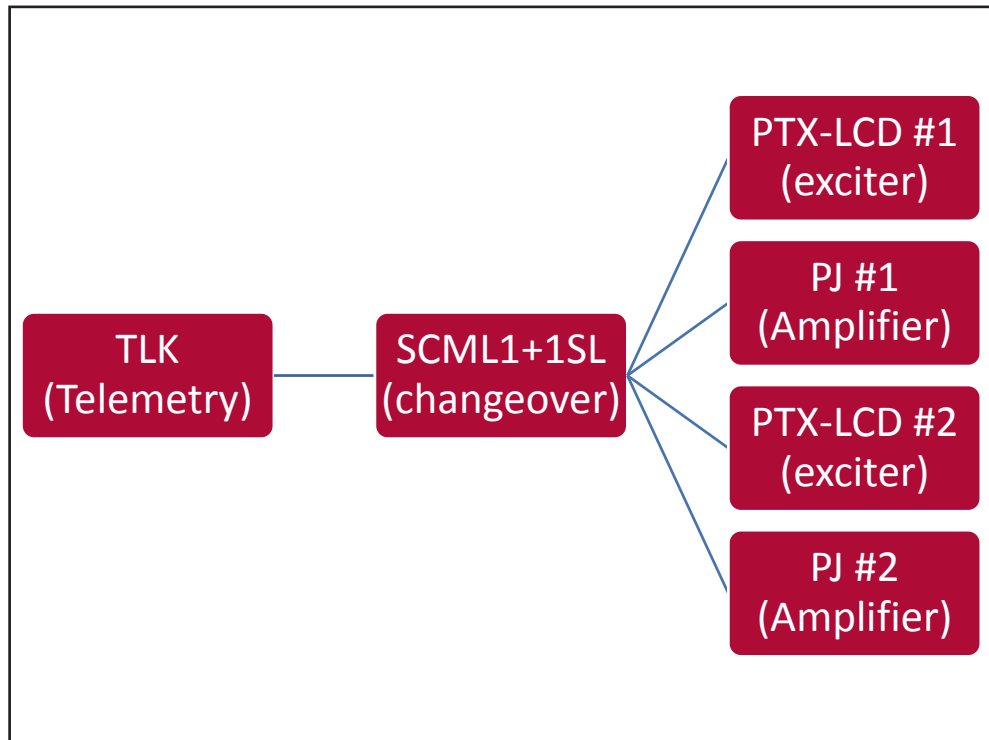 TLK
(Telemetry)
SCML1+1SL
(changeover)
PTX-LCD #1
(exciter)
PJ #1
(Amplifier)
PTX-LCD #2
(exciter)
PJ #2
(Amplifier)